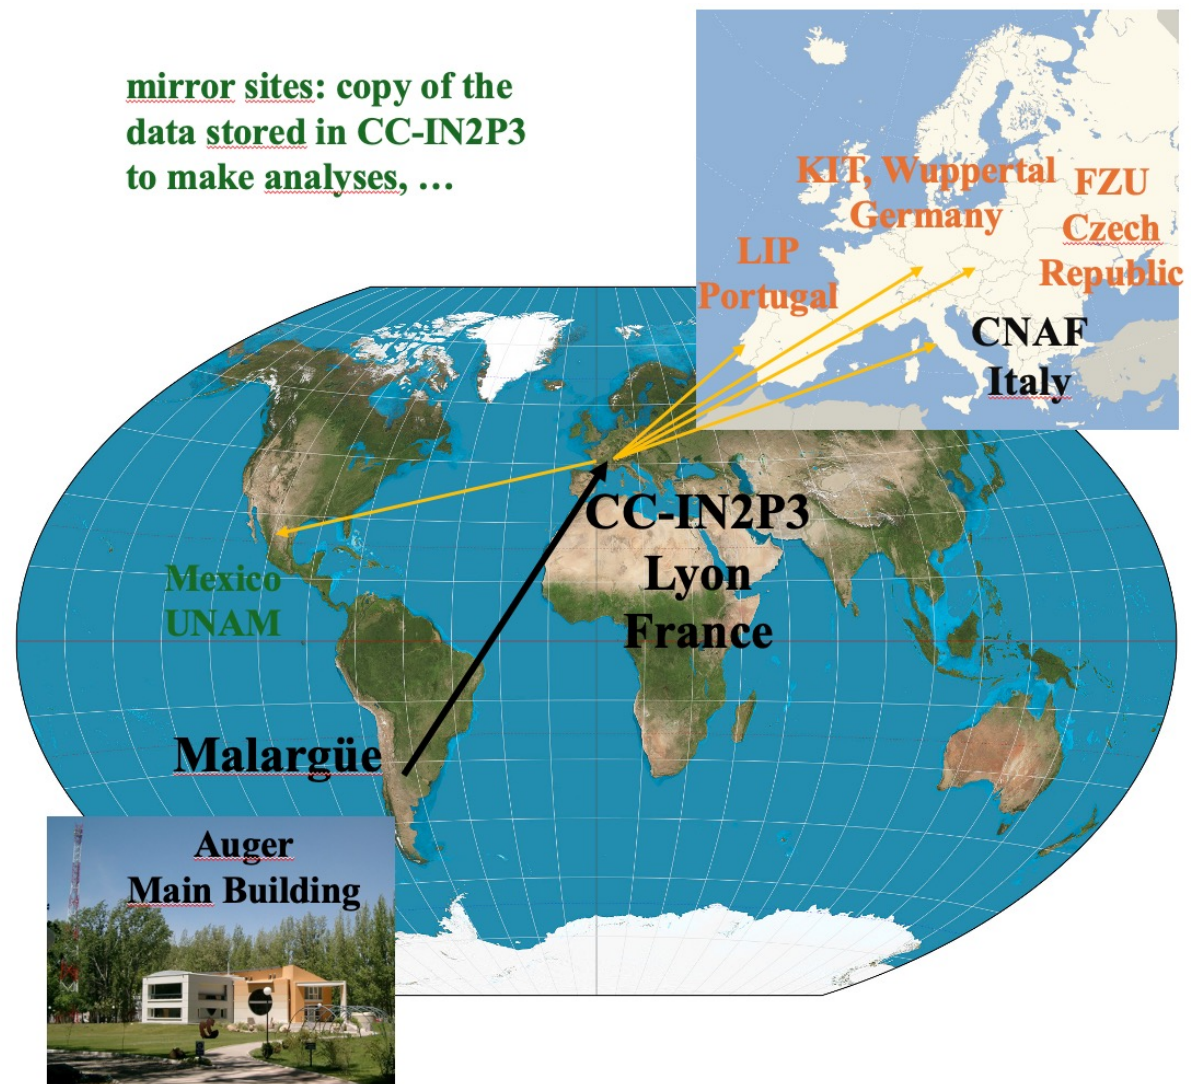 mirror sites: copy of the
data stored in CC-IN2P3
to make analyses, …
KIT, Wuppertal
Germany
FZU
Czech
Republic
LIP
Portugal
CNAF
Italy
CC-IN2P3
Lyon
France
Mexico
UNAM
Malargüe
Auger
Main Building